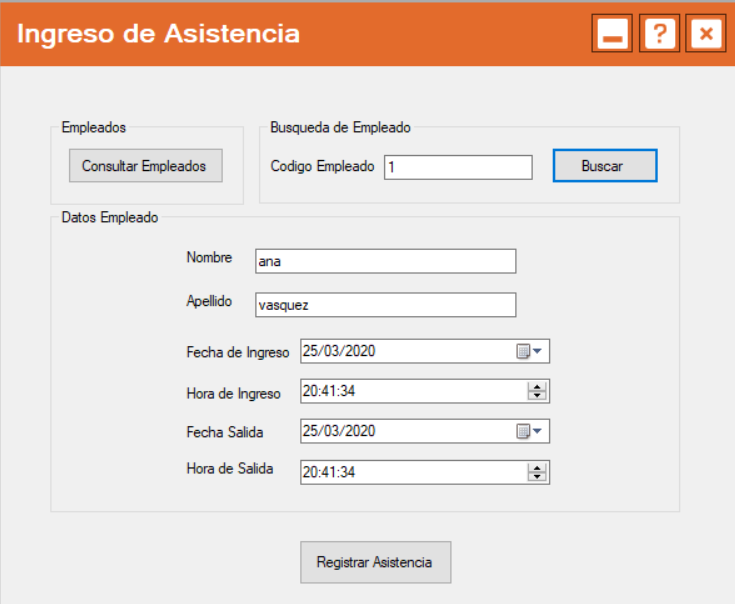 Ingreso de Asistencia
?
Empleados
Consultar Empleados
Busqueda de Empleado
Codigo Empleado 1 Buscar
Datos Empleado
Nombre ana
Apellido vasquez
Fecha de Ingreso 25/03/2020
Hora de Ingreso 20:41:34
Fecha Salida 25/03/2020
Hora de Salida 20:41:34
Registrar Asistencia